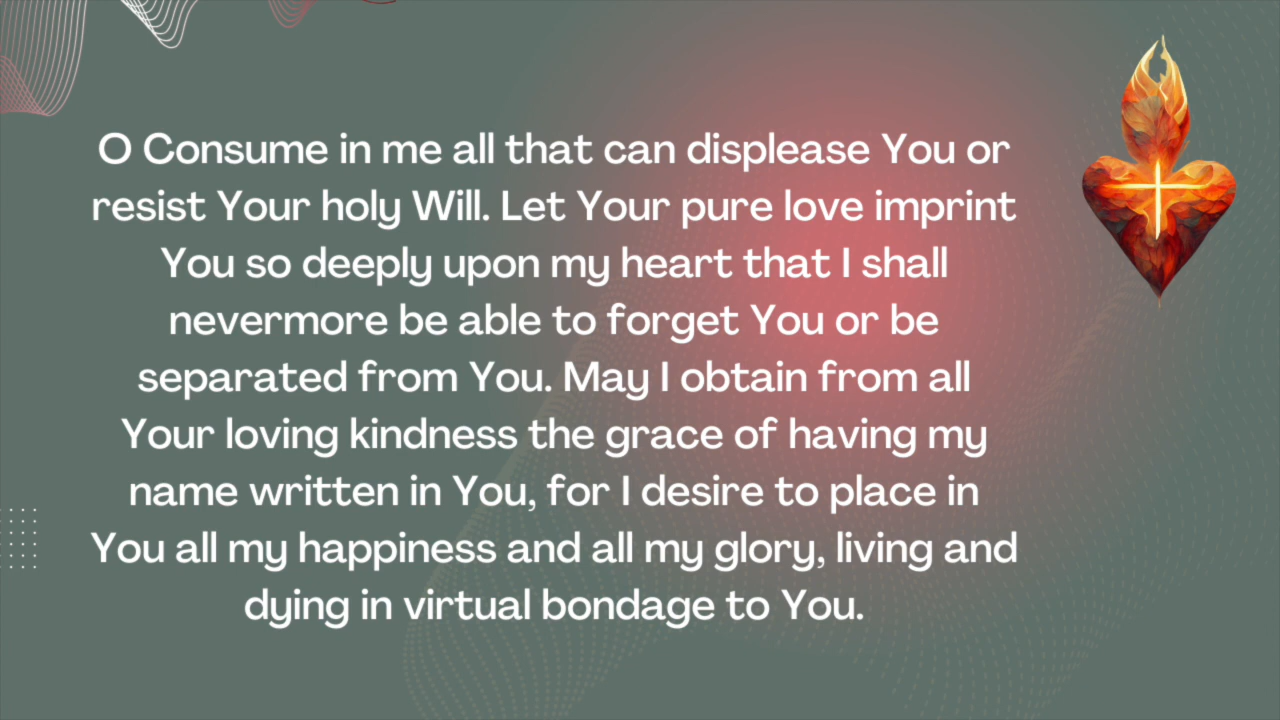 O Consume in me all that can displease You or
resist Your holy Will. Let Your pure love imprint
You so deeply upon my heart that I shall
nevermore be able to forget You or be
separated from You. May I obtain from all
Your loving kindness the grace of having my
name written in You, for I desire to place in
You all my happiness and all my glory, living and
dying in virtual bondage to You.